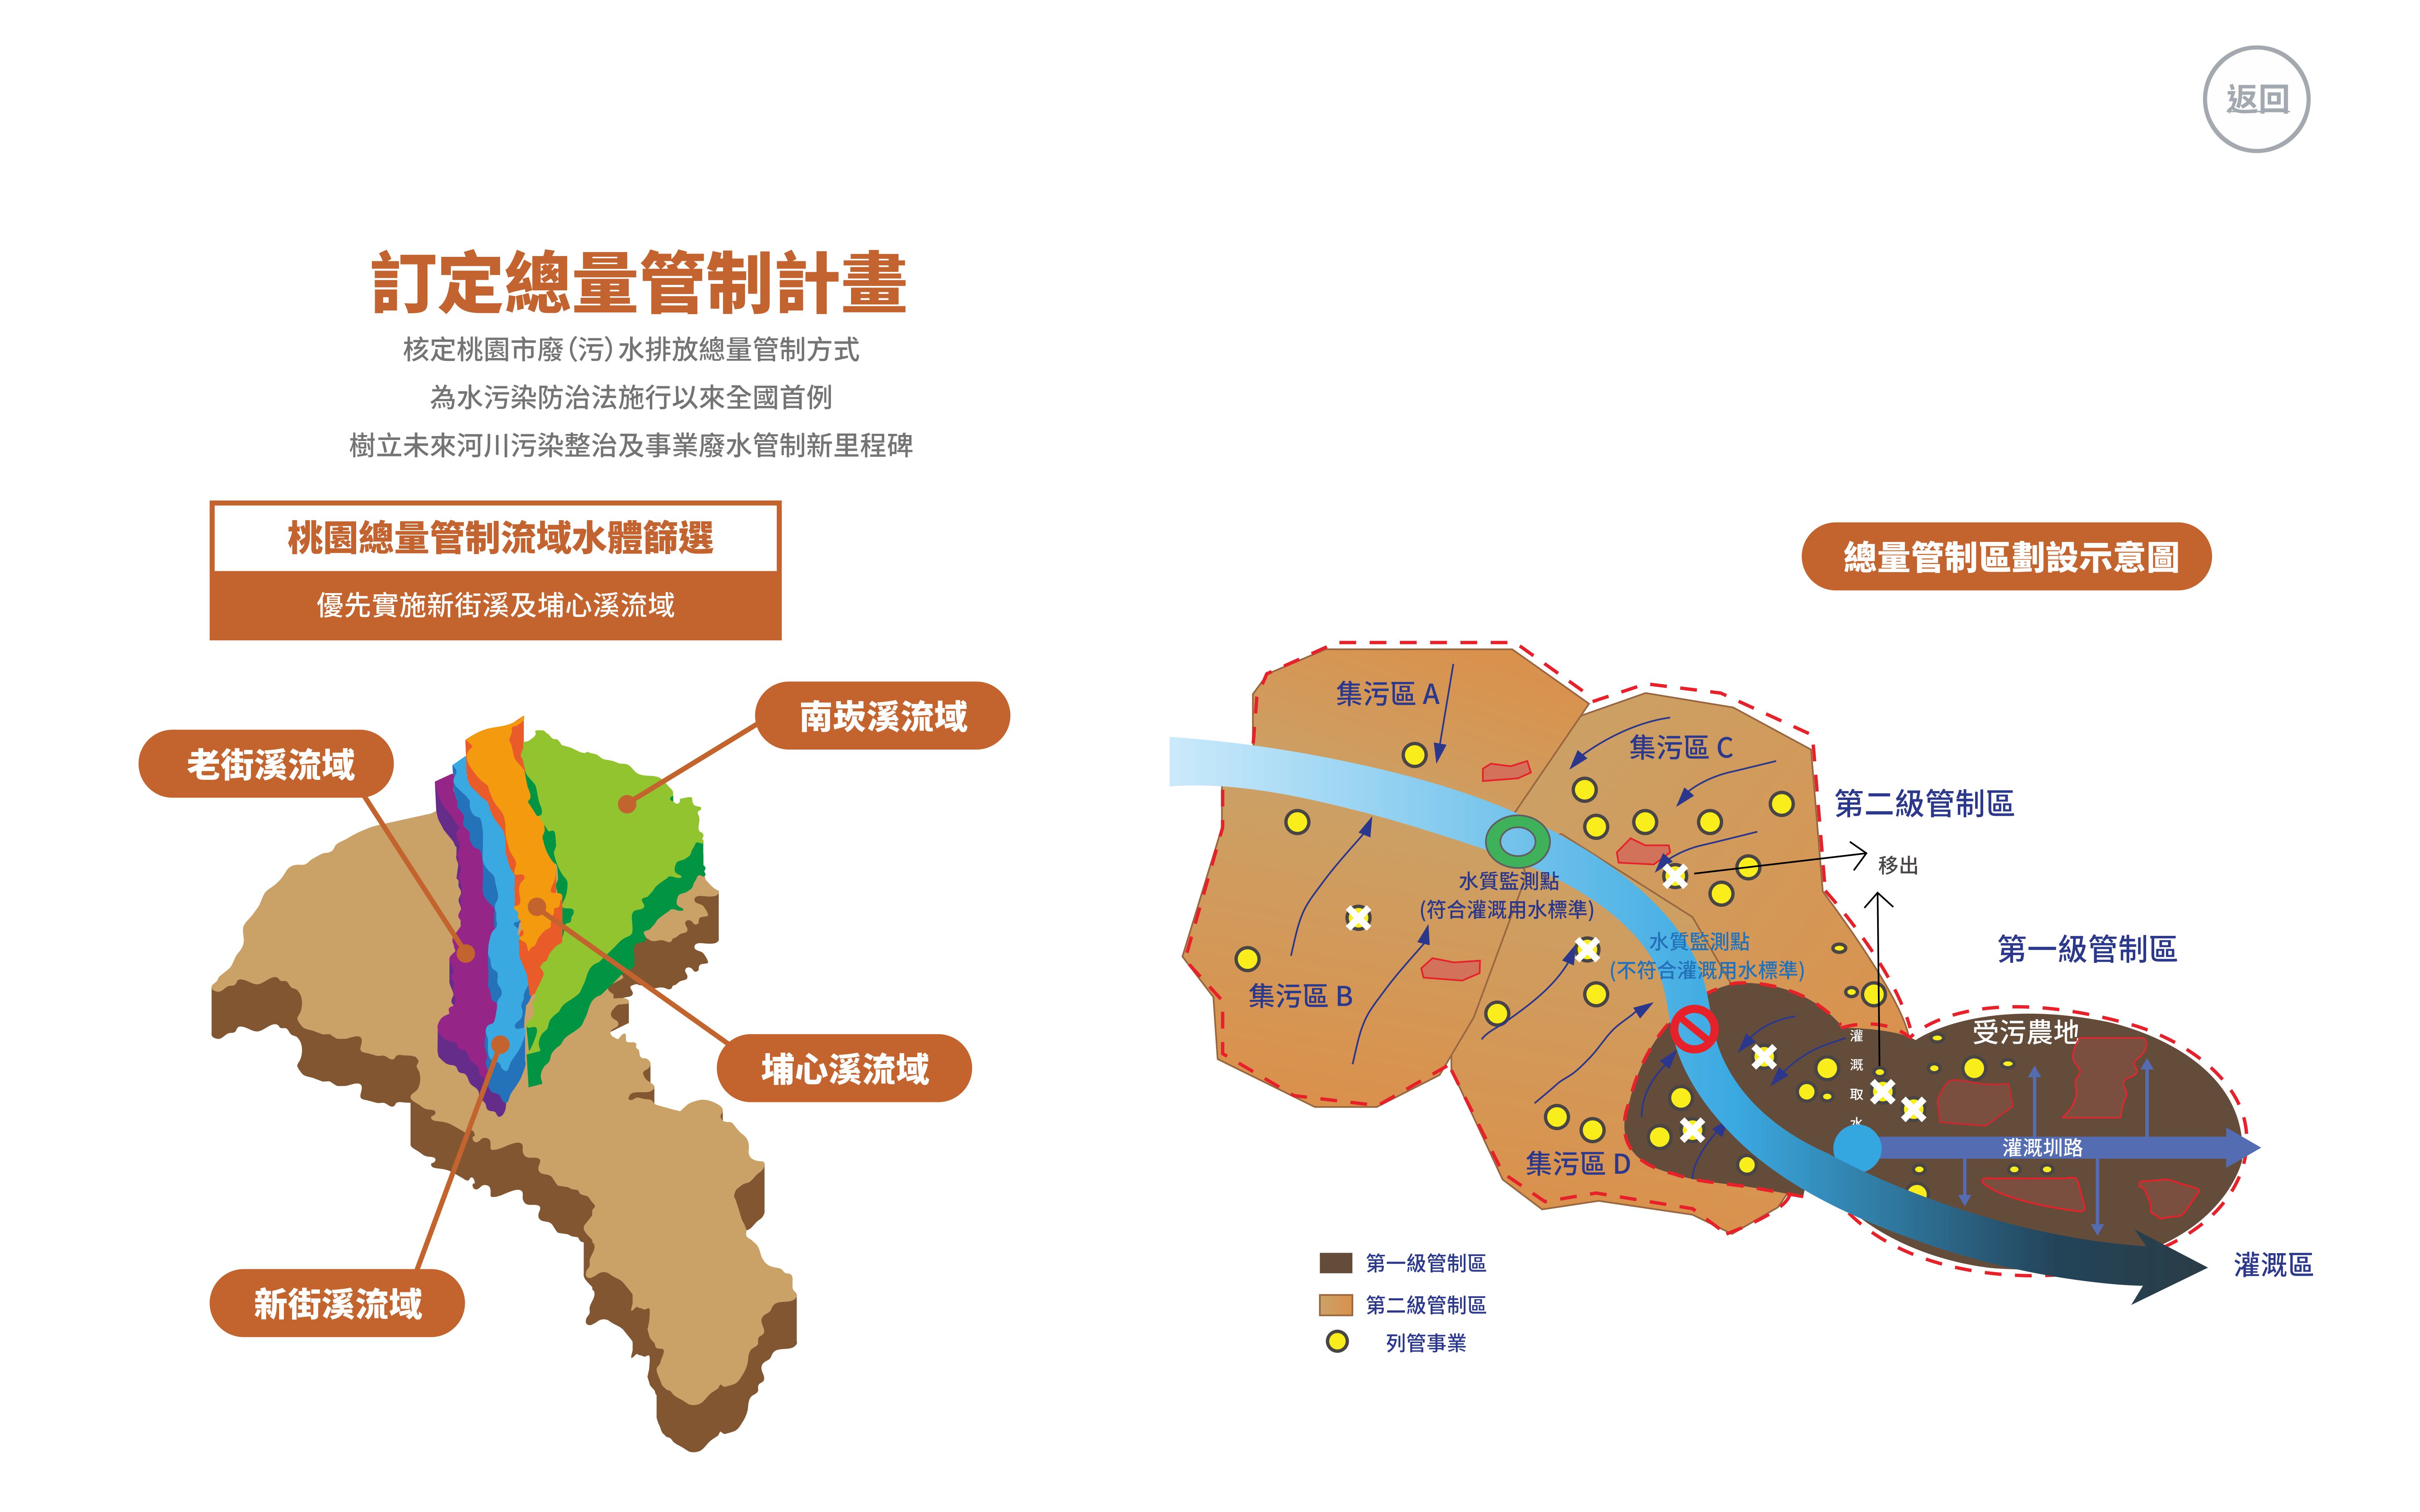 返回
訂定總量管制計畫
核定桃園市廢(污)水排放總量管制方式
為水污染防治法施行以來全國首例
樹立未來河川污染整治及事業廢水管制新里程碑
桃園總量管制流域水體篩選
優先實施新街溪及埔心溪流域
南崁溪流域
老街溪流域
埔心溪流域
新街溪流域
總量管制區劃設示意圖
集污區 A
集污區 C
第二級管制區
移出
水質監測點
(符合灌溉用水標準)
水質監測點
(不符合灌溉用水標準)
第一級管制區
集污區 B
受污農地
灌
溉
取
水
灌溉圳路
集污區 D
灌溉區
第一級管制區
第二級管制區
列管事業